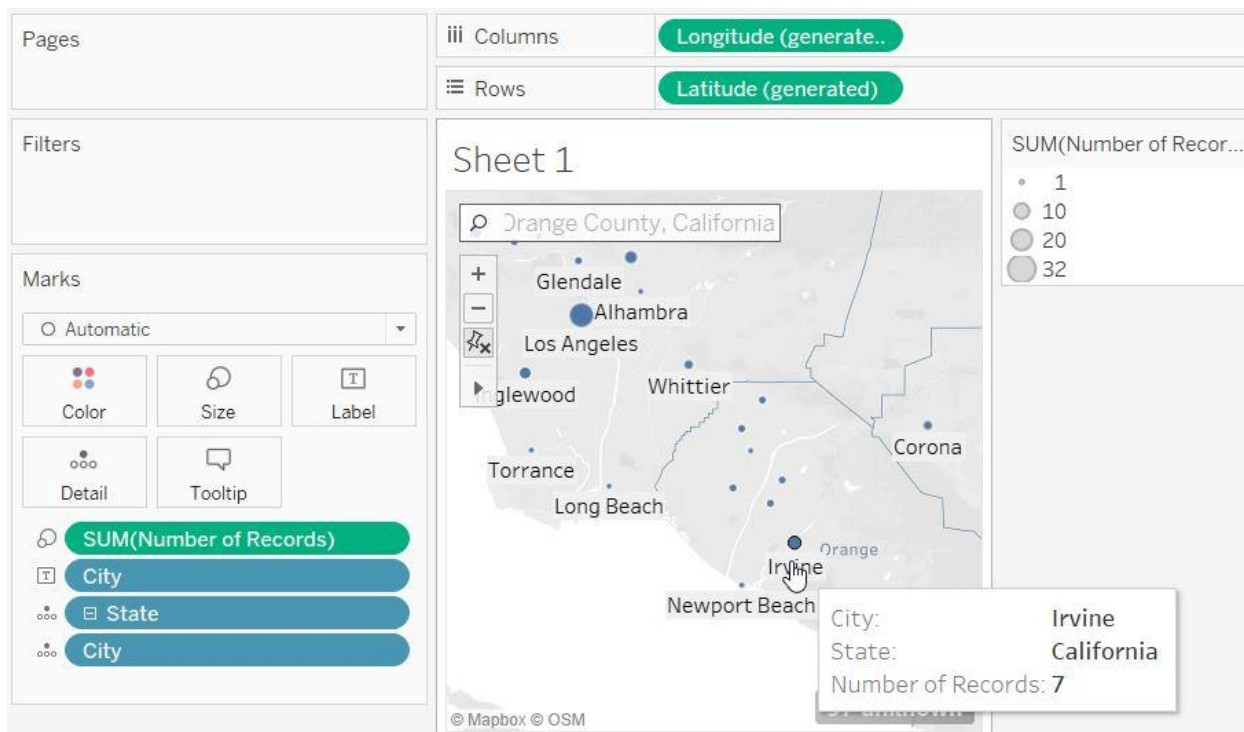 Pages
iii Columns
Longitude (generate..
Rows
Latitude (generated)
Filters
Sheet 1
SUM(Number of Recor...
1
10
20
32
Orange County, California
Marks
Automatic
Color
Size
Label
Detail
Tooltip
SUM(Number of Records)
City
State
City
Glendale
Alhambra
Los Angeles
Inglewood
Whittier
Corona
Torrance
Long Beach
Orange
Irvine
Newport Beach
City: Irvine
State: California
Number of Records: 7
© Mapbox © OSM